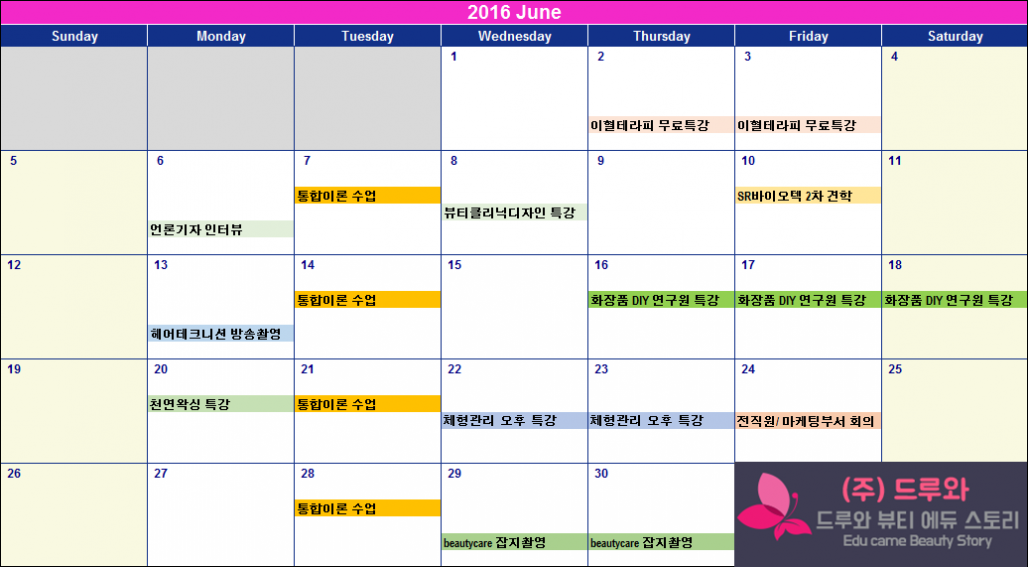 2016 June
Sunday Monday Tuesday Wednesday Thursday Friday Saturday
1 2 3 4
이혈테라피 무료특강 이혈테라피 무료특강
5 6 7 8 9 10 11
통합이론 수업 SR바이오텍 2차 견학
뷰티클리닉디자인 특강
언론기자 인터뷰
12 13 14 15 16 17 18
통합이론 수업 화장품 DIY 연구원 특강 화장품 DIY 연구원 특강 화장품 DIY 연구원 특강
헤어테크니션 방송촬영
19 20 21 22 23 24 25
천연왁싱 특강 통합이론 수업
체형관리 오후 특강 체형관리 오후 특강 전직원/ 마케팅부서 회의
26 27 28 29 30
통합이론 수업
beautycare 잡지촬영 beautycare 잡지촬영
(주) 드루와
드루와 뷰티 에듀 스토리
Edu came Beauty Story